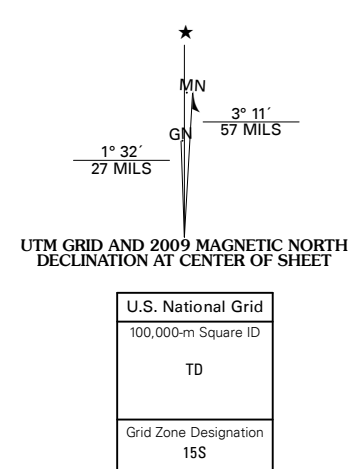 ★
MN
3° 11´
57 MILS
GN
1° 32´
27 MILS
UTM GRID AND 2009 MAGNETIC NORTH
DECLINATION AT CENTER OF SHEET
U.S. National Grid
100,000-m Square ID
TD
Grid Zone Designation
15S